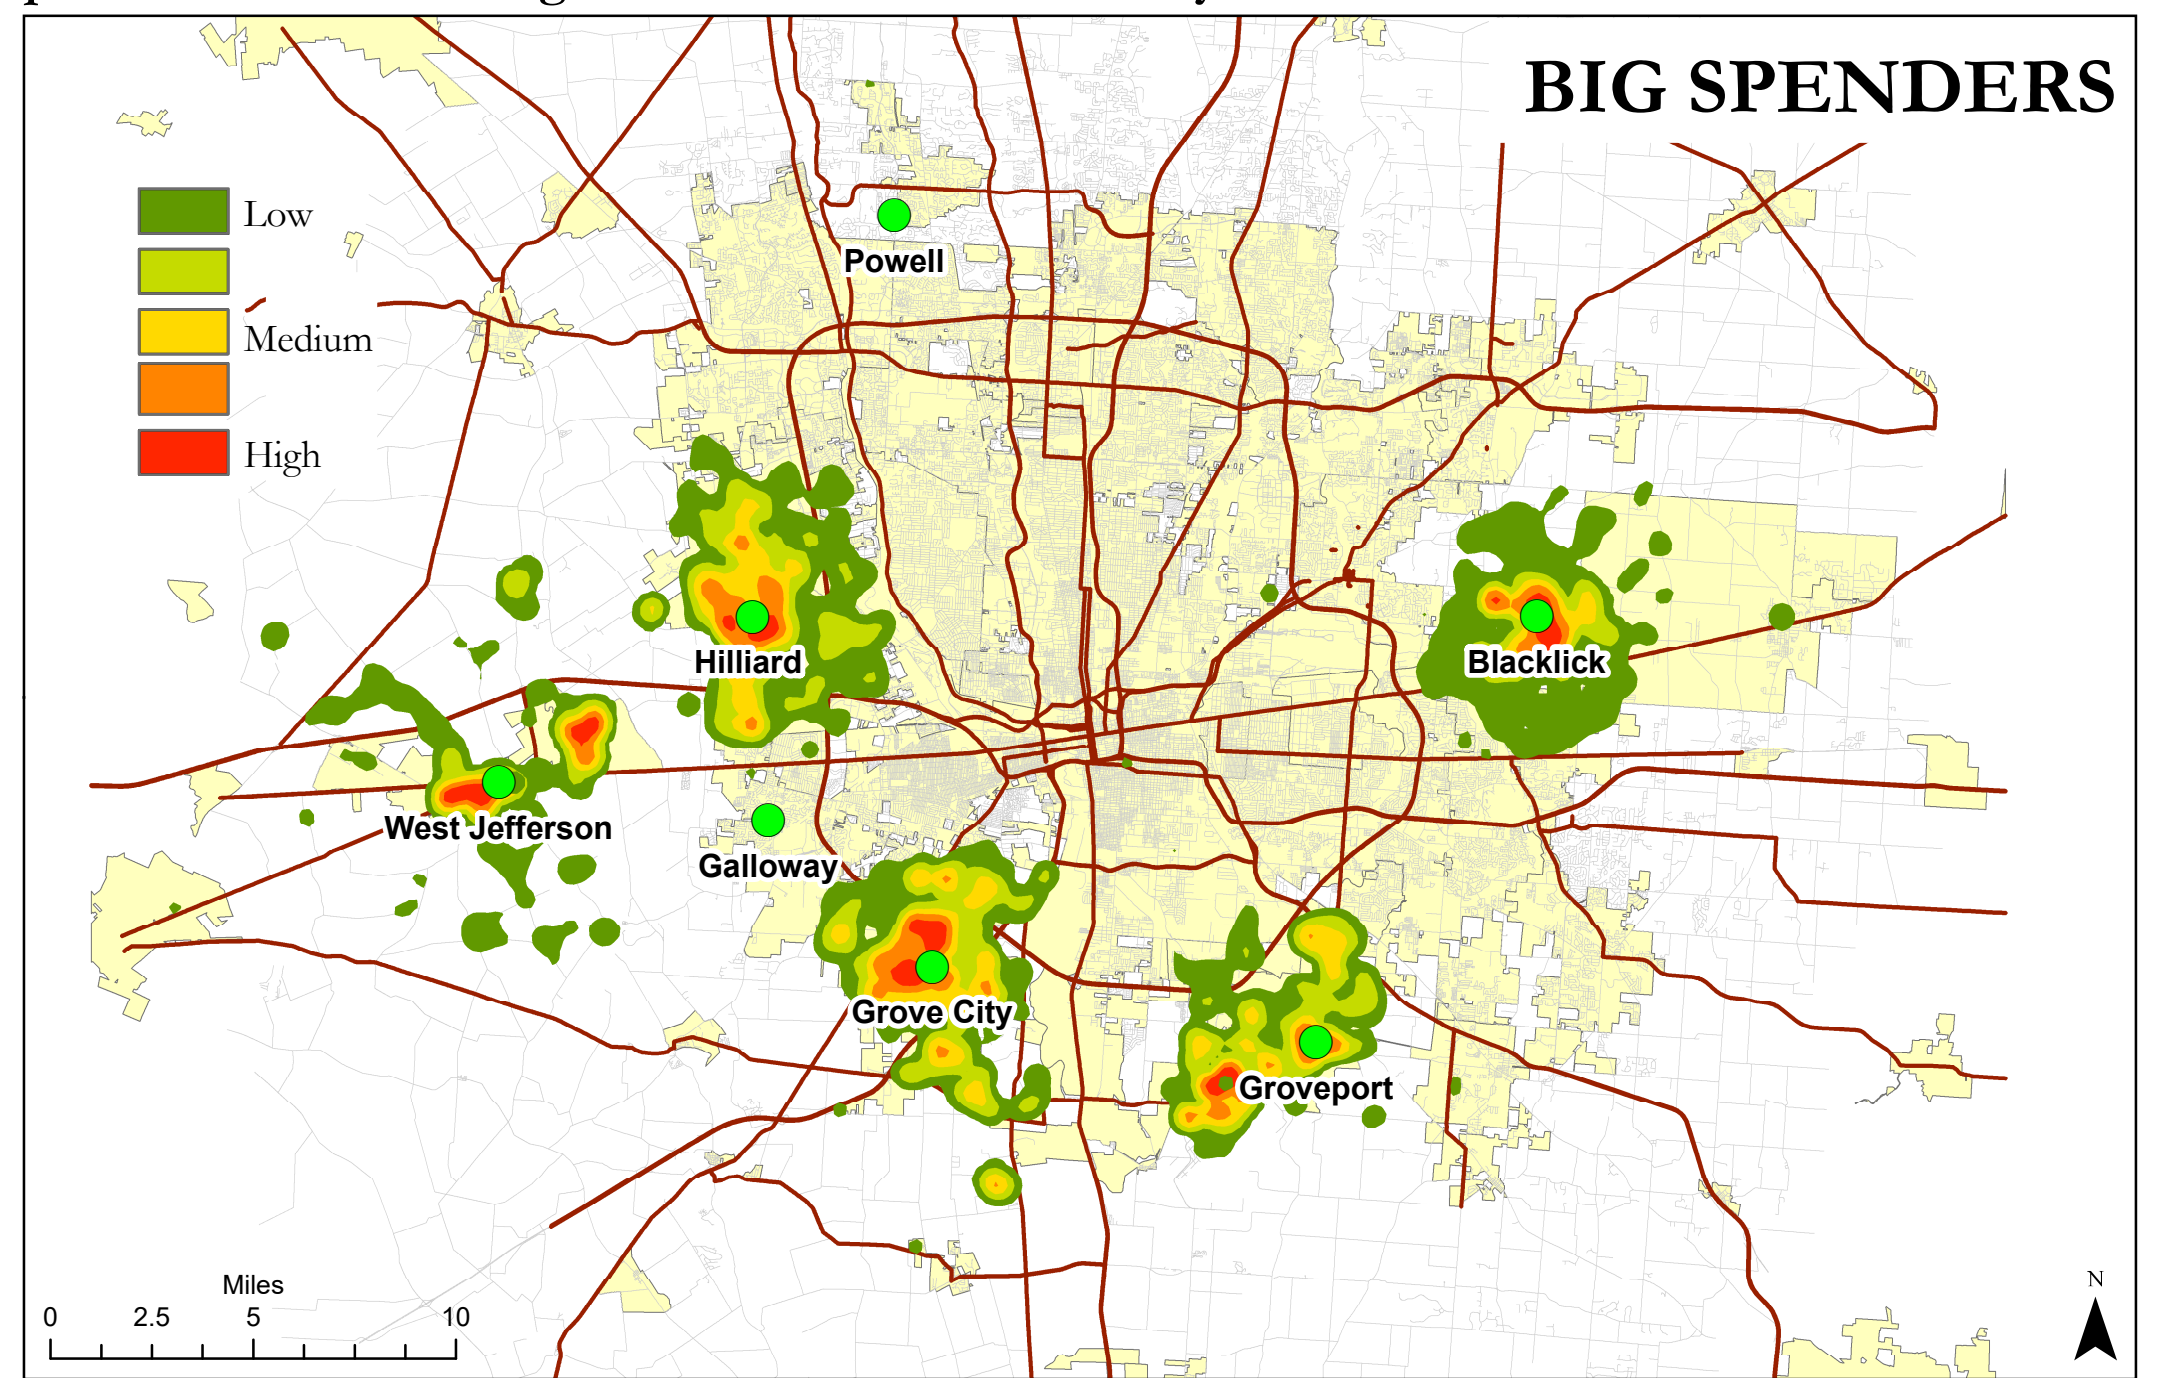 BIG SPENDERS
Low
Medium
High
Powell
Hilliard
Blacklick
West Jefferson
Galloway
Grove City
Groveport
Miles
0 2.5 5 10
N